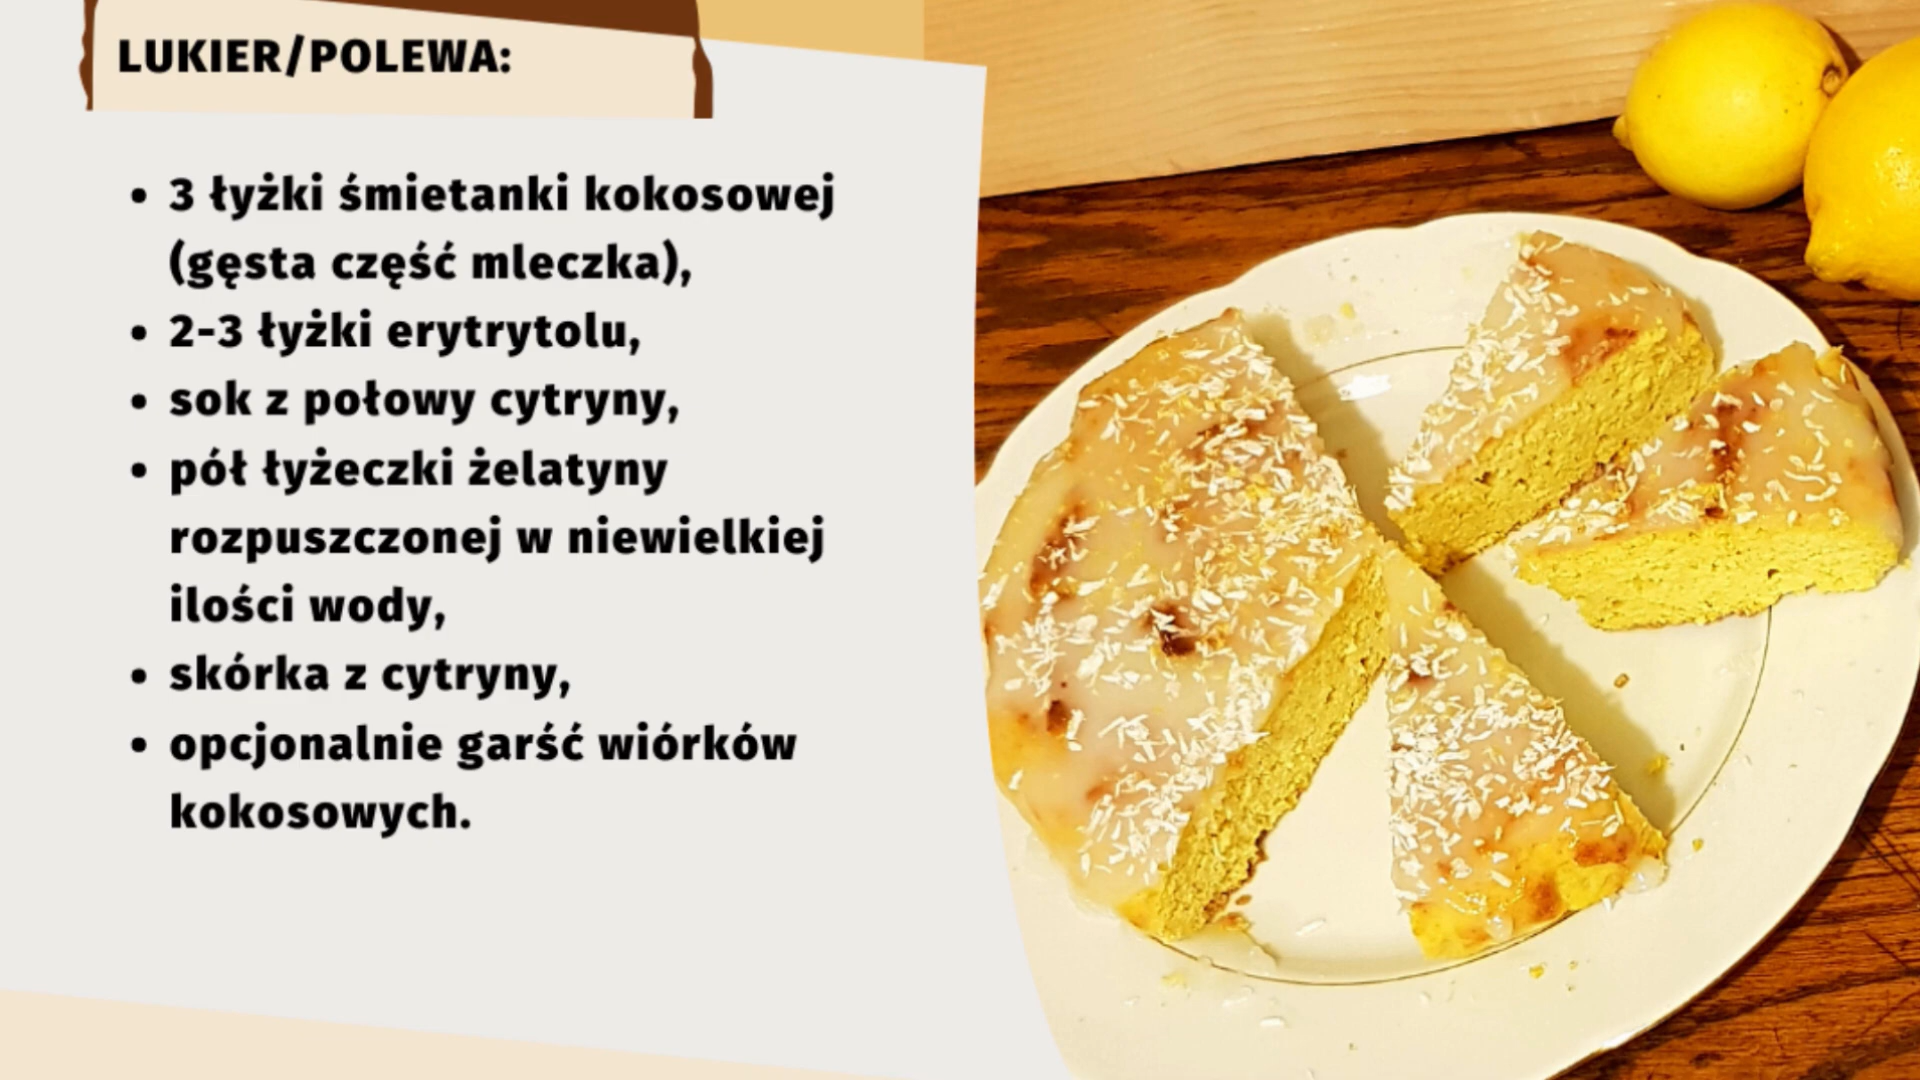 LUKIER/POLEWA:
• 3 łyżki śmietanki kokosowej
(gęsta część mleczka),
• 2-3 łyżki erytrytolu,
• sok z połowy cytryny,
• pół łyżeczki żelatyny
rozpuszczonej w niewielkiej
ilości wody,
• skórka z cytryny,
• opcjonalnie garść wiórków
kokosowych.